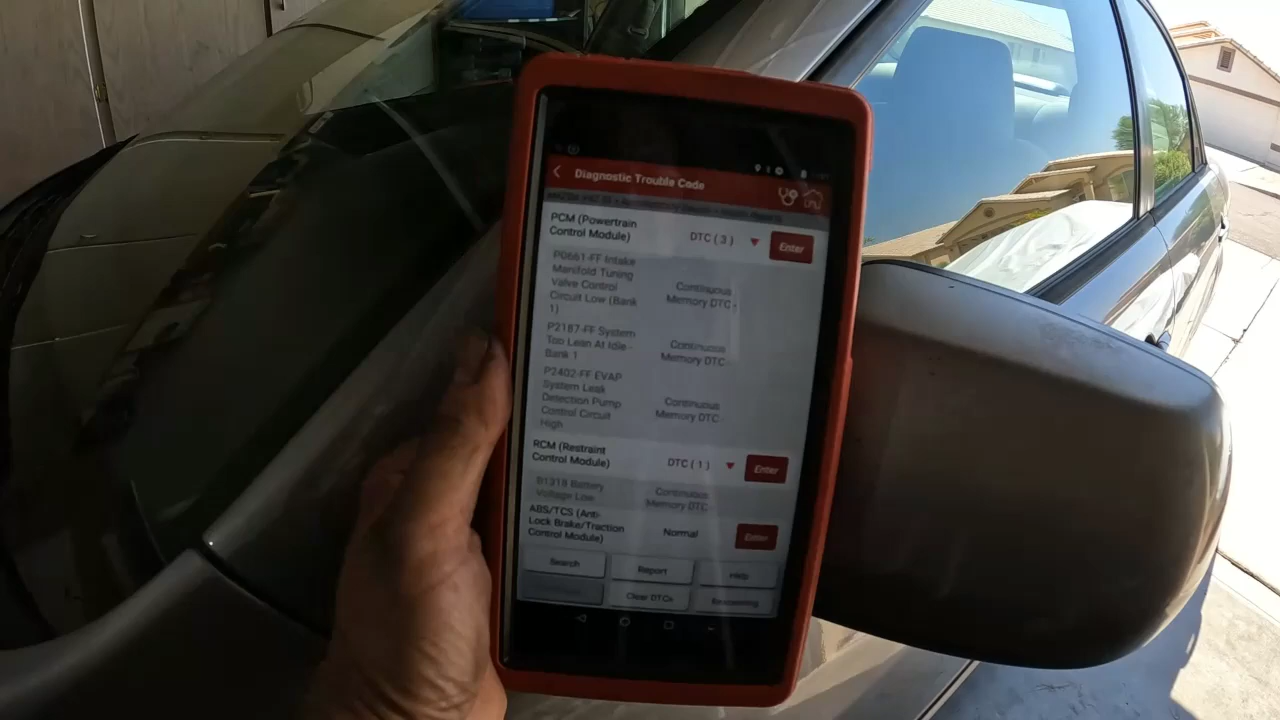 Diagnostic Trouble Code
PCM (Powertrain
Control Module)
DTC ( 3 )
Enter
P0661-FF Intake
Manifold Tuning
Valve Control
Circuit Low (Bank
1)
Continuous
Memory DTC -
P2187-FF System
Too Lean At Idle -
Bank 1
Continuous
Memory DTC
P2402-FF EVAP
System Leak
Detection Pump
Control Circuit
High
Continuous
Memory DTC
RCM (Restraint
Control Module)
DTC ( 1 )
Enter
B1318 Battery
Voltage Low
Continuous
Memory DTC
ABS/TCS (Anti-
Lock Brake/Traction
Control Module)
Normal
Enter
Search
Report
Help
Clear DTCs